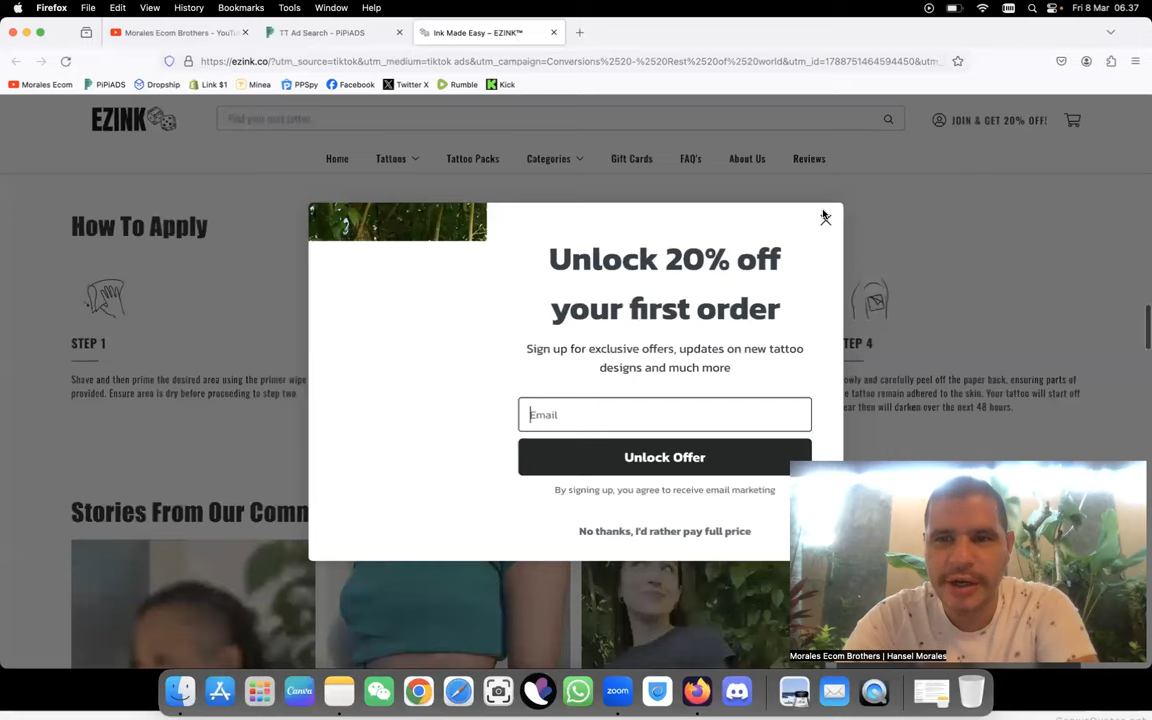 Firefox File Edit View History Bookmarks Tools Window Help Fri 8 Mar 06.37
Morales Ecom Brothers - YouTu TT Ad Search - PiPiADS Ink Made Easy – EZINK™
https://ezink.co/?utm_source=tiktok&utm_medium=tiktok ads&utm_campaign=Conversions%2520-%2520Rest%2520of%2520world&utm_id=1788751464594450&utm_
Morales Ecom PiPiADS Dropship Link $1 Minea PPSpy Facebook Twitter X Rumble Kick
EZINK Find your next tattoo.. JOIN & GET 20% OFF!
Home Tattoos Tattoo Packs Categories Gift Cards FAQ's About Us Reviews
How To Apply
STEP 1
Shave and then prime the desired area using the primer wipe
provided. Ensure area is dry before proceeding to step two
Unlock 20% off
your first order
Sign up for exclusive offers, updates on new tattoo
designs and much more
Email
Unlock Offer
By signing up, you agree to receive email marketing
No thanks, I'd rather pay full price
STEP 4
owly and carefully peel off the paper back, ensuring parts of
e tattoo remain adhered to the skin. Your tattoo will start off
ear then will darken over the next 48 hours.
Stories From Our Comm
Morales Ecom Brothers | Hansel Morales
Canva
zoom